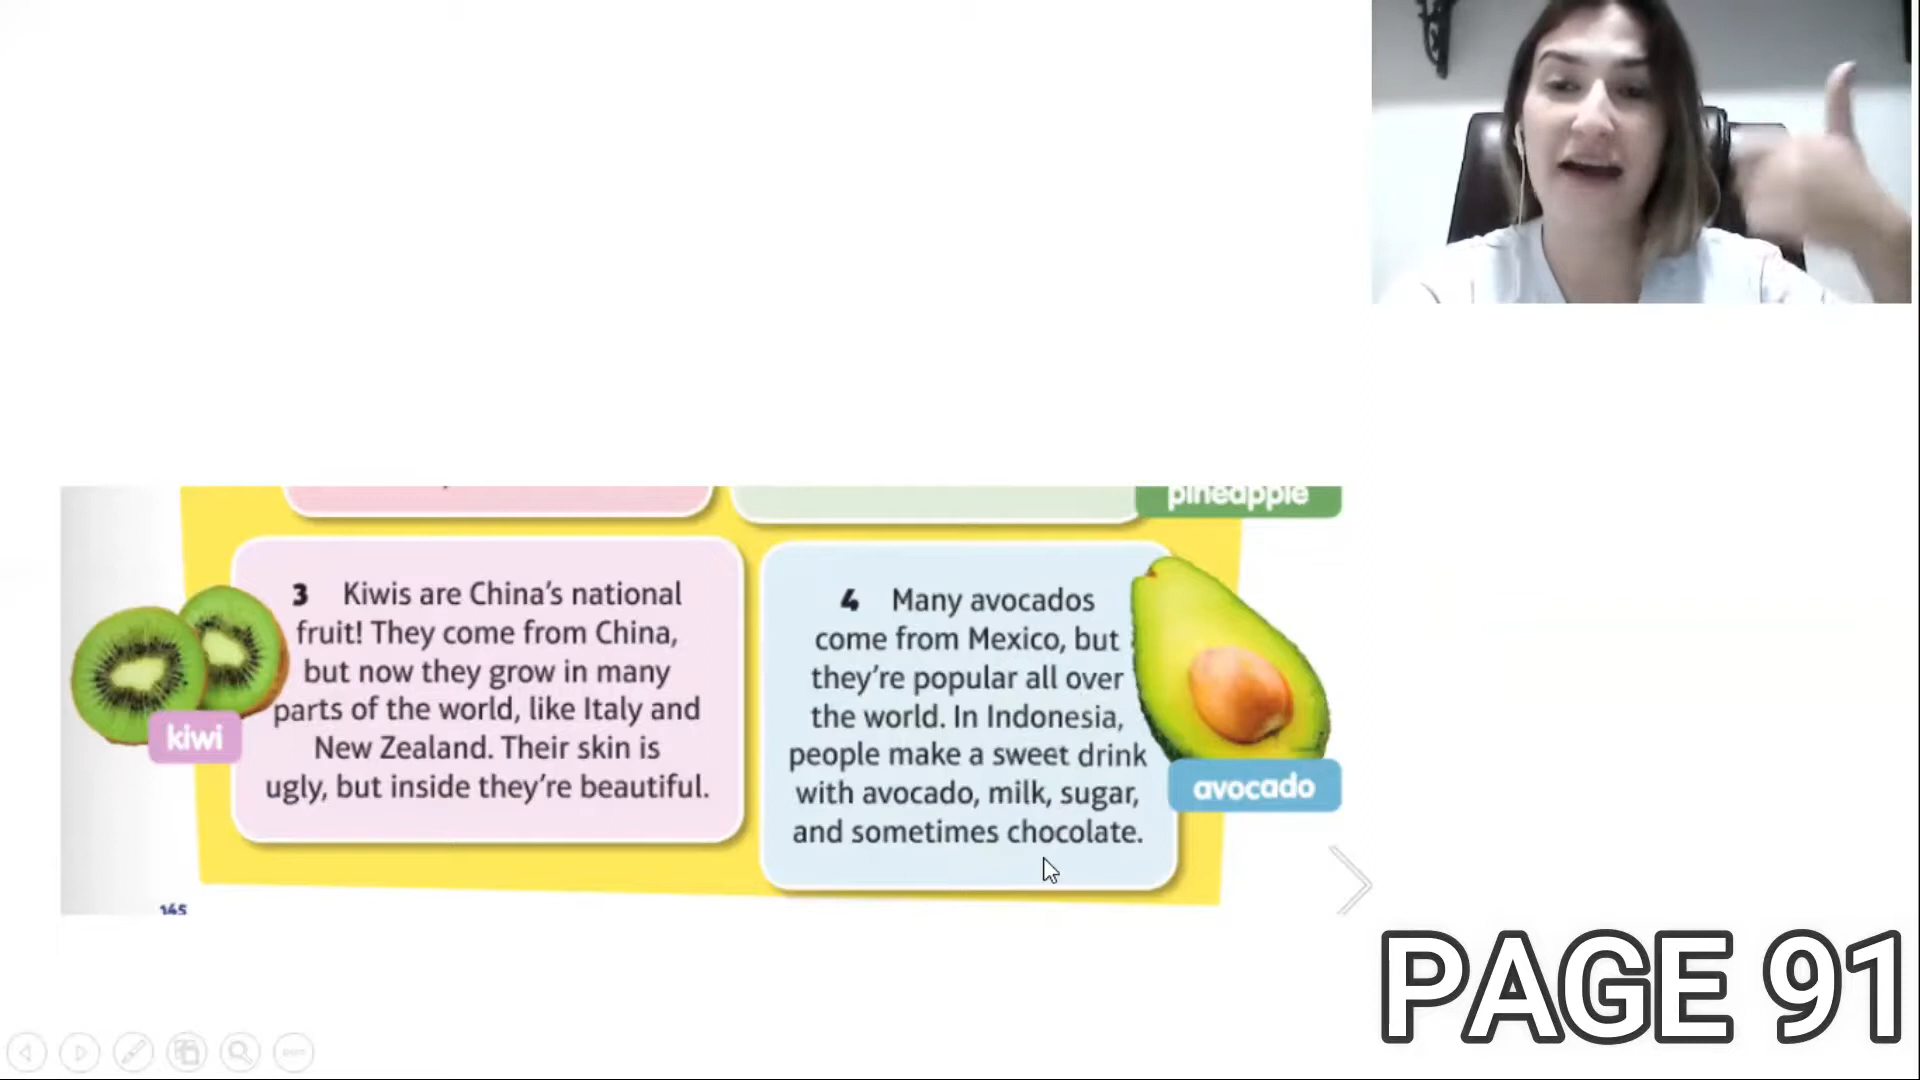 pineapple
3 Kiwis are China's national
fruit! They come from China,
but now they grow in many
parts of the world, like Italy and
New Zealand. Their skin is
ugly, but inside they're beautiful.
kiwi
4 Many avocados
come from Mexico, but
they're popular all over
the world. In Indonesia,
people make a sweet drink
with avocado, milk, sugar,
and sometimes chocolate.
avocado
145
PAGE 91